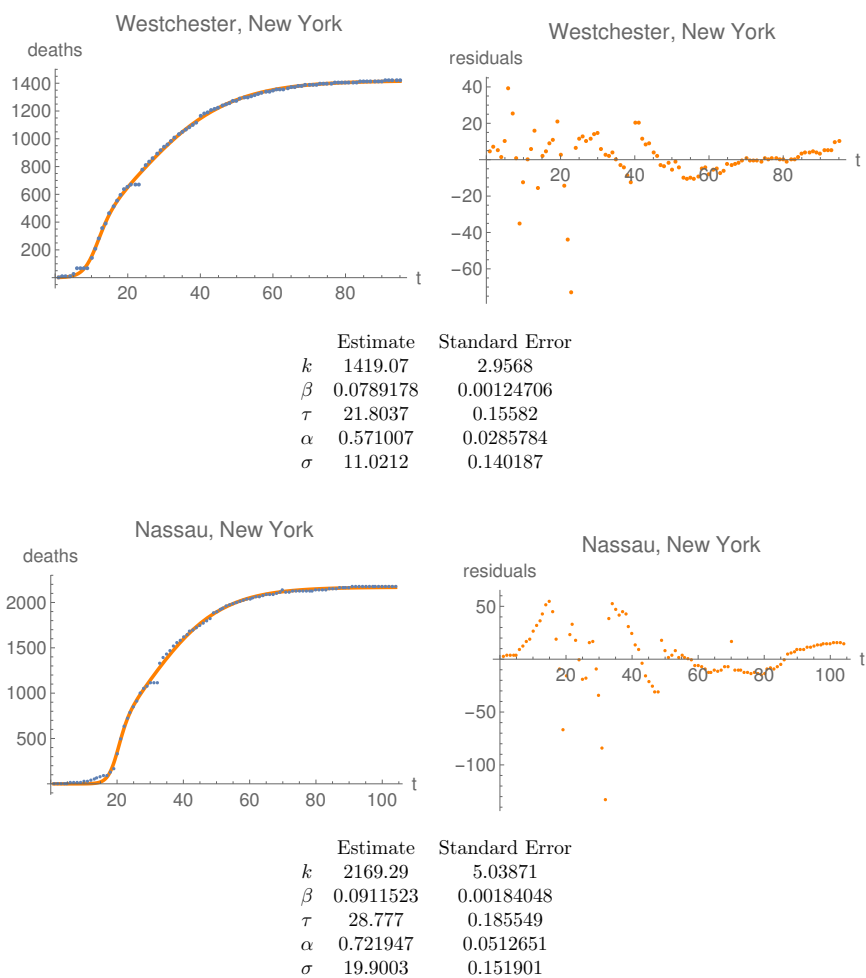 Westchester, New York
deaths
1400
1200
1000
800
600
400
200
20 40 60 80
t
Westchester, New York
residuals
40
20
20 40 60 80
t
−20
−40
−60
Estimate Standard Error
k 1419.07 2.9568
β 0.0789178 0.00124706
τ 21.8037 0.15582
α 0.571007 0.0285784
σ 11.0212 0.140187
Nassau, New York
deaths
2000
1500
1000
500
20 40 60 80 100
t
Nassau, New York
residuals
50
20 40 60 80 100
t
−50
−100
Estimate Standard Error
k 2169.29 5.03871
β 0.0911523 0.00184048
τ 28.777 0.185549
α 0.721947 0.0512651
σ 19.9003 0.151901